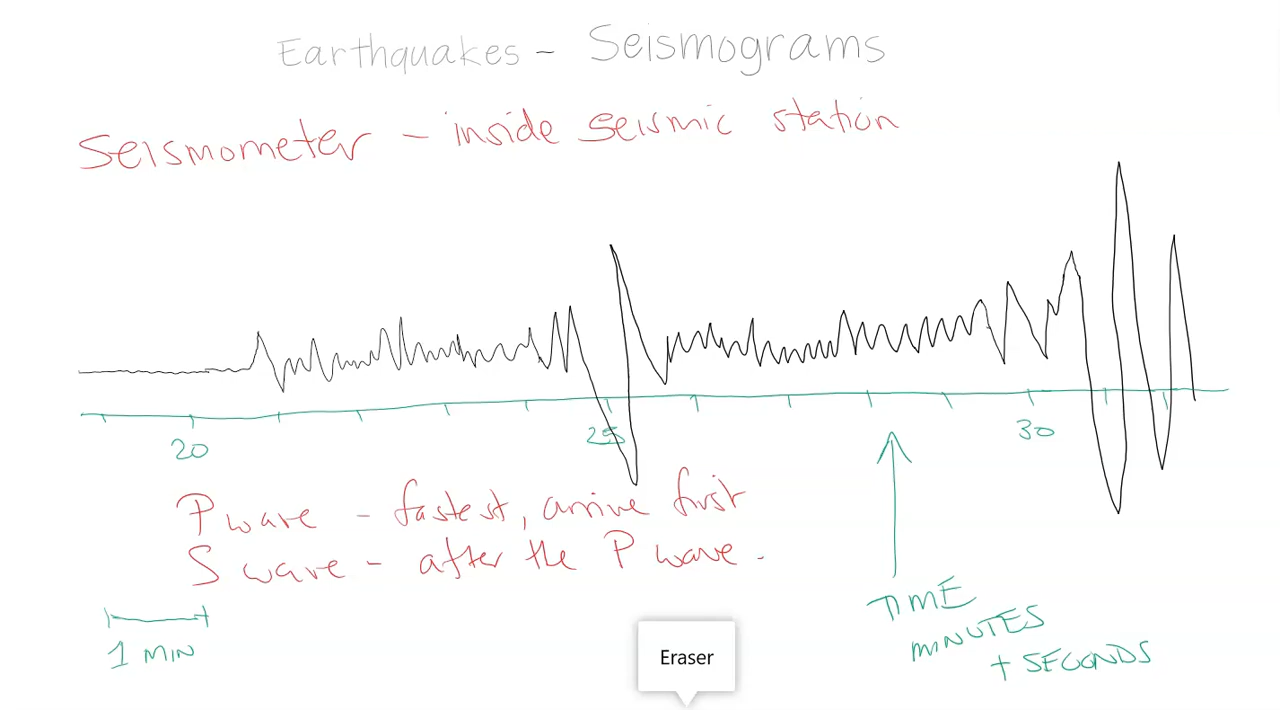 Earthquakes - Seismograms
Seismometer - inside seismic station
20 25 30
P wave - fastest, arrive first
S wave - after the P wave.
1 MIN
TIME
MINUTES
+ SECONDS
Eraser